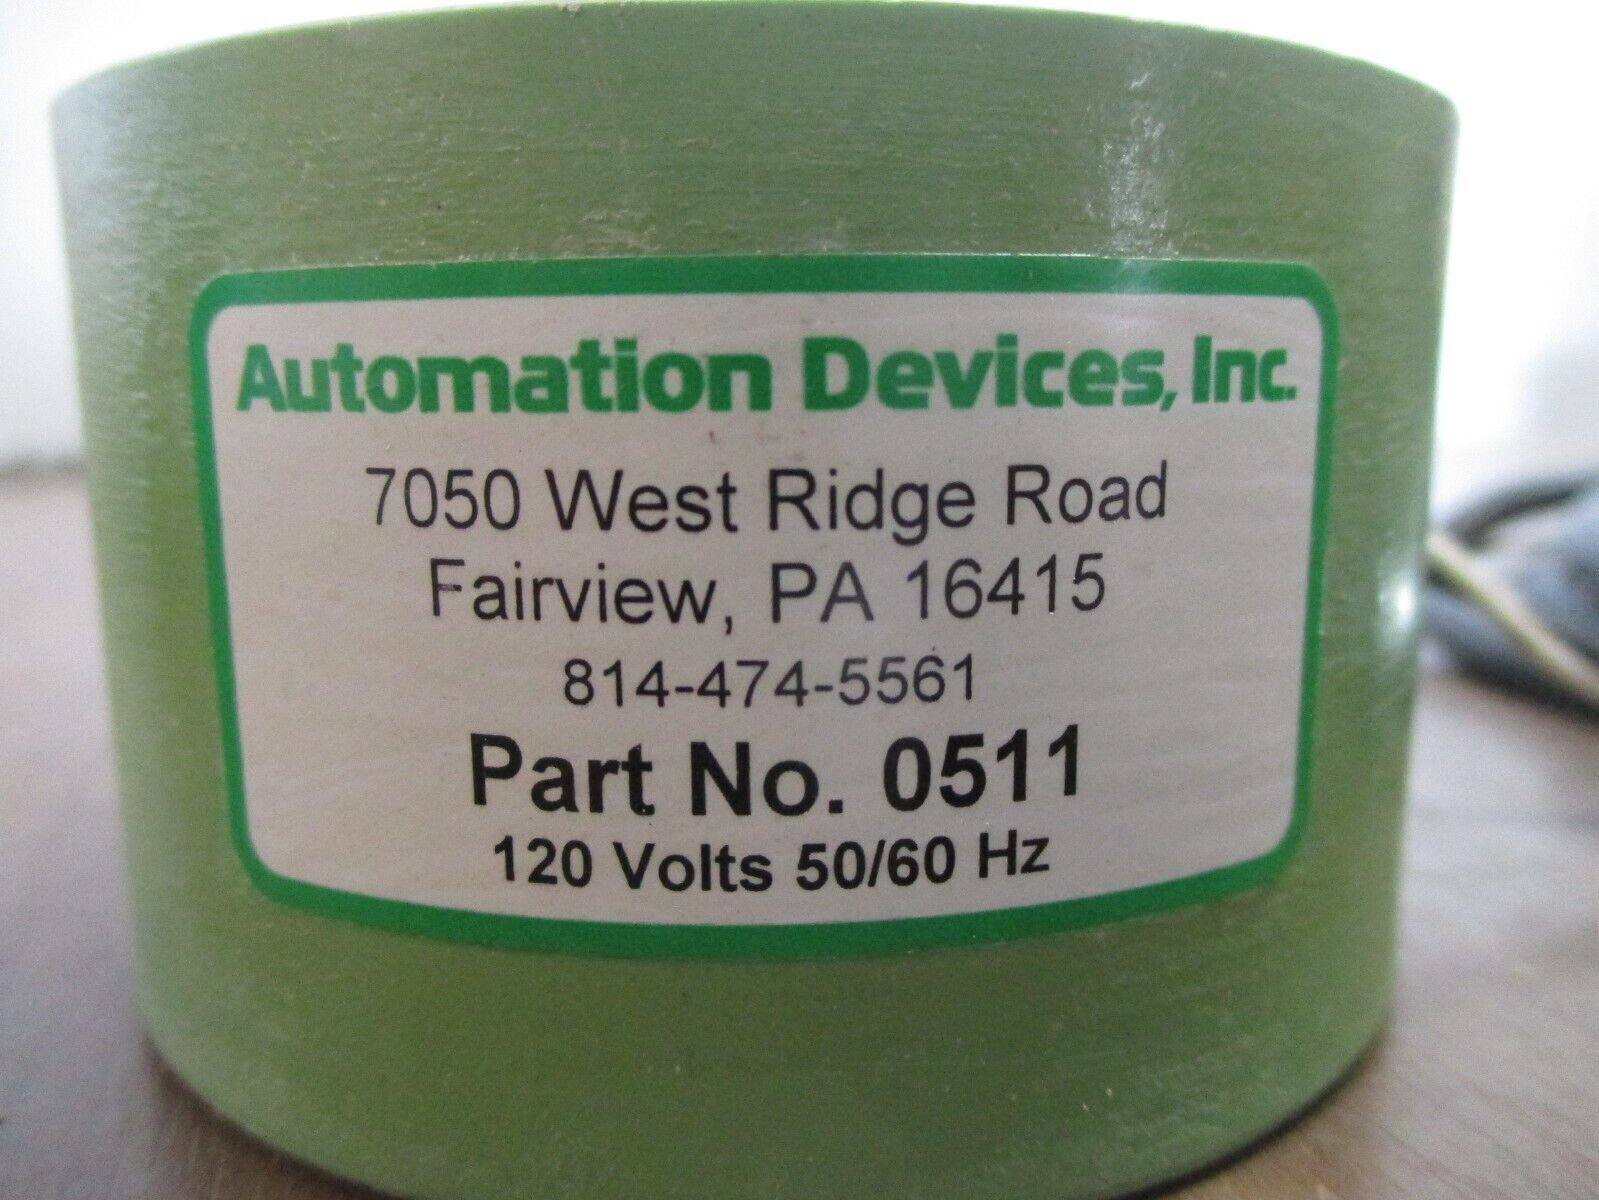 Automation Devices, Inc.
7050 West Ridge Road
Fairview, PA 16415
814-474-5561
Part No. 0511
120 Volts 50/60 Hz